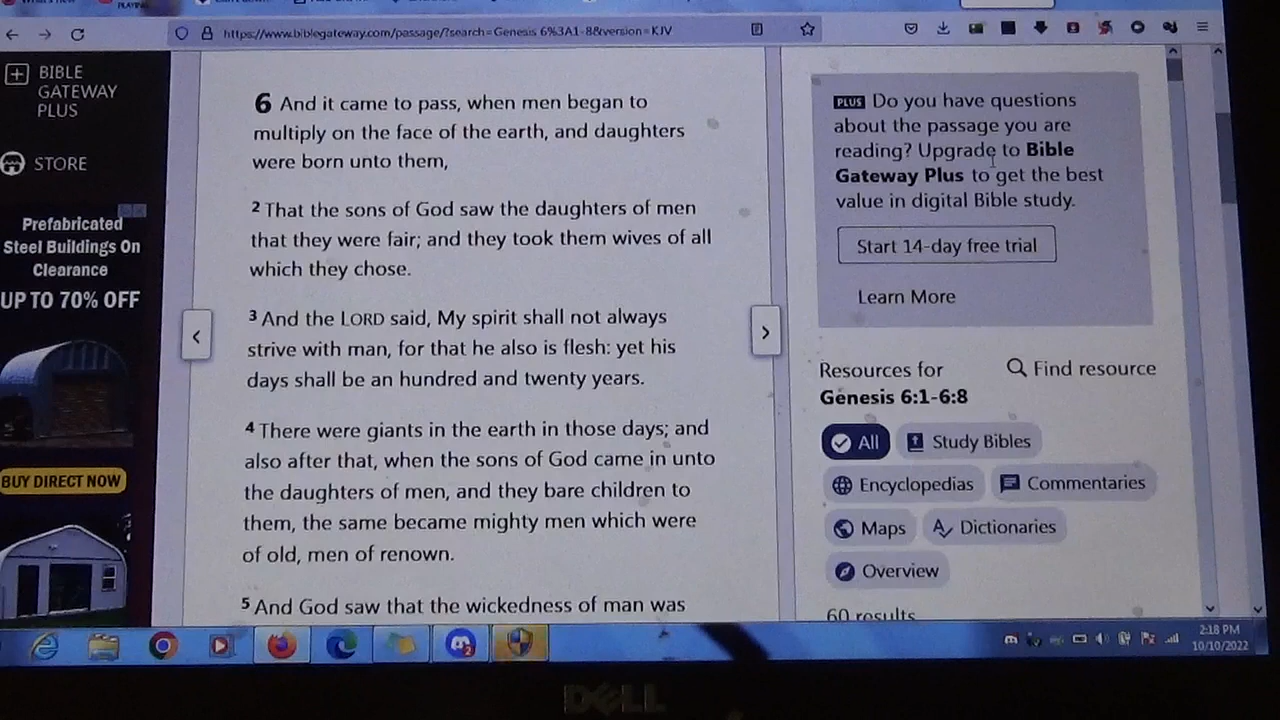 https://www.biblegateway.com/passage/?search=Genesis 6%3A1-8&version=KJV
BIBLE
GATEWAY
PLUS
STORE
Prefabricated
Steel Buildings On
Clearance
UP TO 70% OFF
BUY DIRECT NOW
6 And it came to pass, when men began to
multiply on the face of the earth, and daughters
were born unto them,
2 That the sons of God saw the daughters of men
that they were fair; and they took them wives of all
which they chose.
3 And the LORD said, My spirit shall not always
strive with man, for that he also is flesh: yet his
days shall be an hundred and twenty years.
4 There were giants in the earth in those days; and
also after that, when the sons of God came in unto
the daughters of men, and they bare children to
them, the same became mighty men which were
of old, men of renown.
5 And God saw that the wickedness of man was
PLUS Do you have questions
about the passage you are
reading? Upgrade to Bible
Gateway Plus to get the best
value in digital Bible study.
Start 14-day free trial
Learn More
Resources for
Genesis 6:1-6:8
Find resource
All
Study Bibles
Encyclopedias
Commentaries
Maps
Dictionaries
Overview
60 results
2:18 PM
10/10/2022
DELL